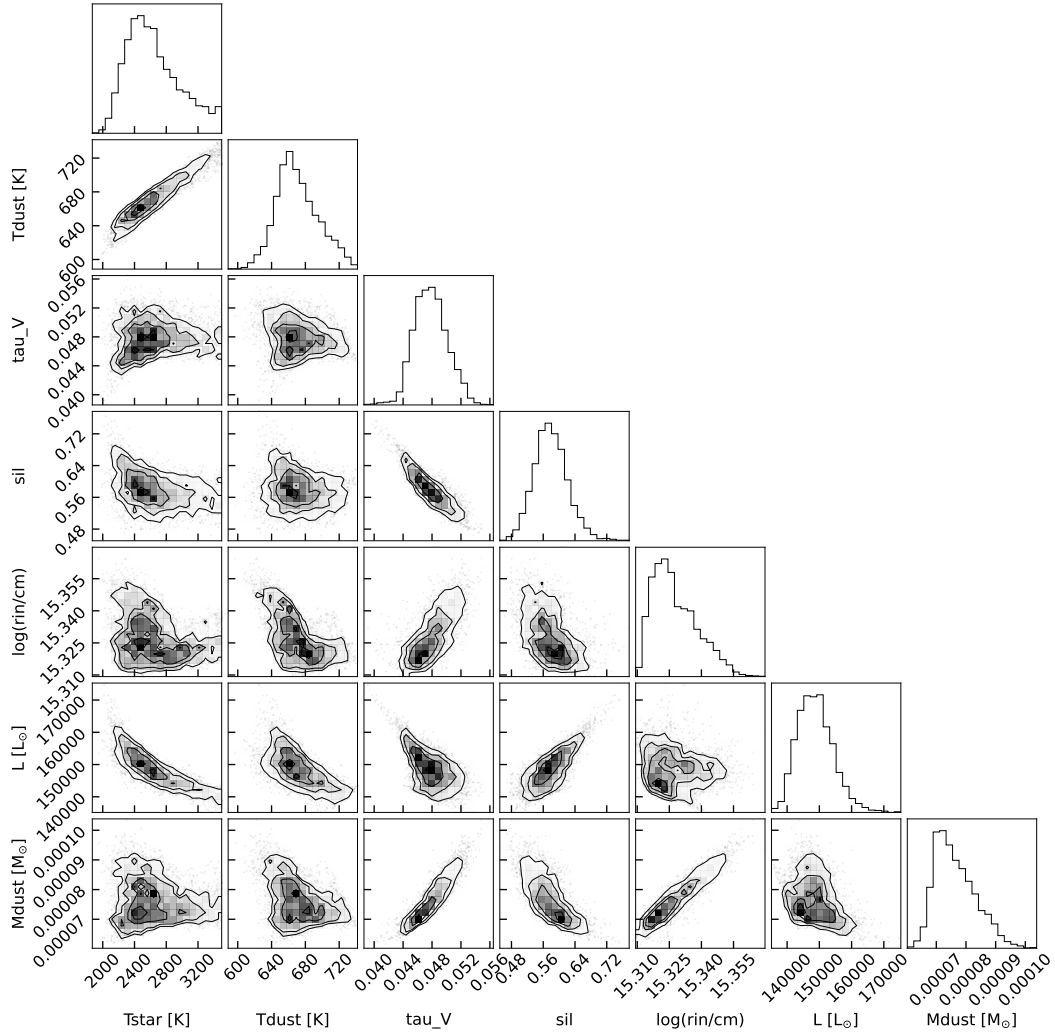 Tdust [K]
720
680
640
600
tau_V
0.056
0.052
0.048
0.044
0.040
sil
0.72
0.64
0.56
0.48
log(rin/cm)
15.355
15.340
15.325
15.310
L [L⊙]
170000
160000
150000
140000
Mdust [M⊙]
0.00010
0.00009
0.00008
0.00007
2000 2400 2800 3200
600 640 680 720
0.040 0.044 0.048 0.052 0.056
0.48 0.56 0.64 0.72
15.310 15.325 15.340 15.355
140000 150000 160000 170000
0.00007 0.00008 0.00009 0.00010
Tstar [K] Tdust [K] tau_V sil log(rin/cm) L [L⊙] Mdust [M⊙]